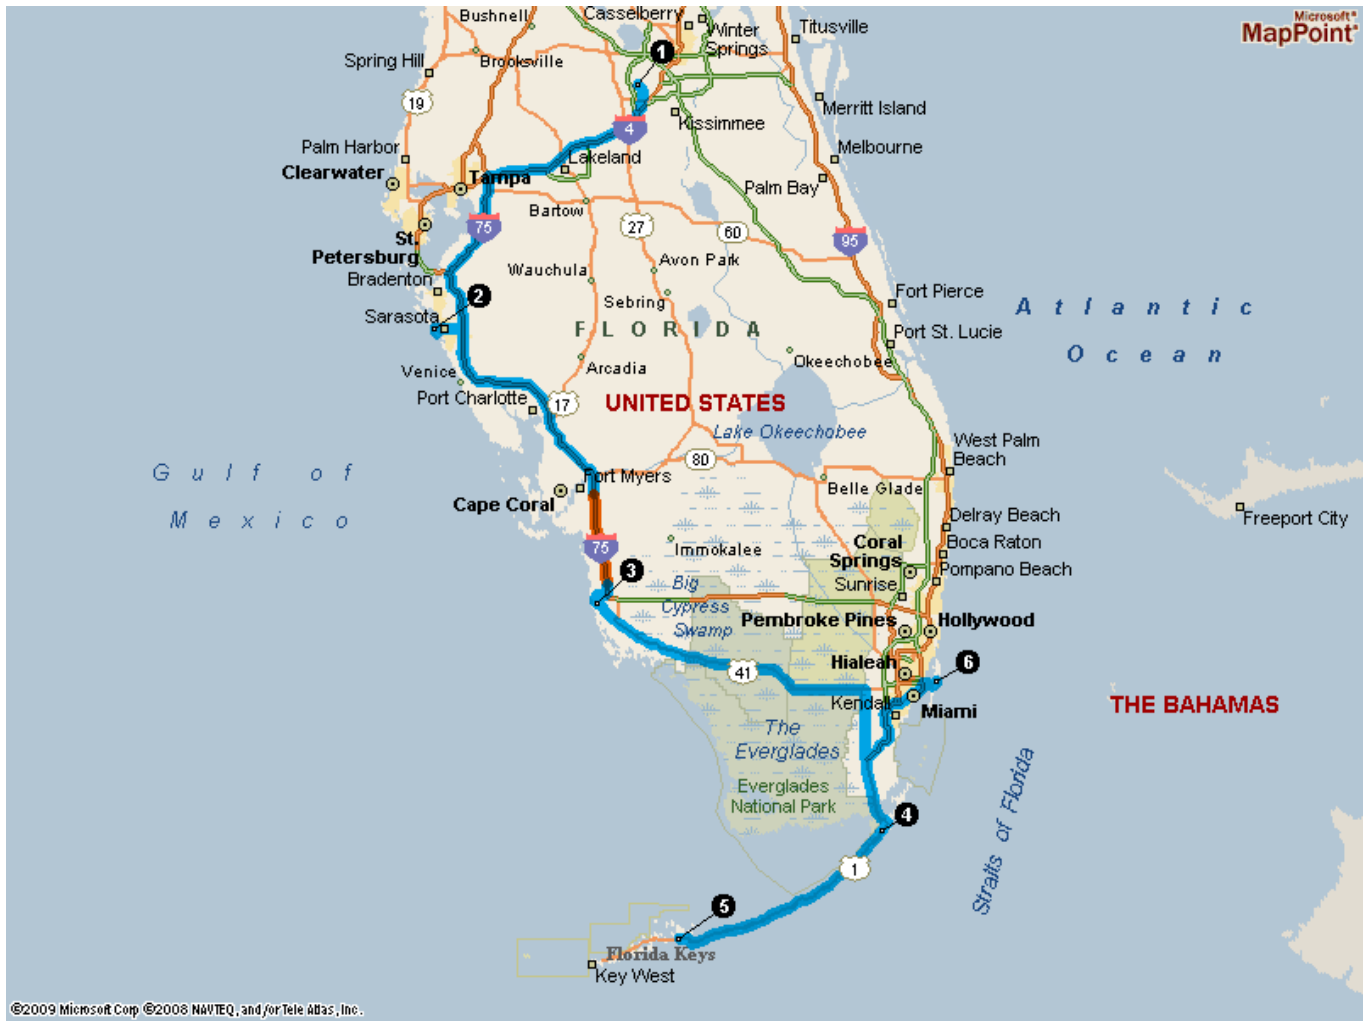 Microsoft®
MapPoint®
Bushnell
Casselberry
Winter
Springs
Titusville
1
Spring Hill
Brooksville
19
Merritt Island
Kissimmee
4
Palm Harbor
Clearwater
Lakeland
Tampa
Melbourne
Palm Bay
Bartow
75
27
60
95
St.
Petersburg
Avon Park
Wauchula
Bradenton
2
Sebring
Fort Pierce
Sarasota
FLORIDA
Port St. Lucie
Atlantic
Ocean
Venice
Arcadia
Okeechobee
Port Charlotte
17
UNITED STATES
Lake Okeechobee
West Palm
Beach
80
Gulf of
Mexico
Fort Myers
Cape Coral
Belle Glade
Delray Beach
Freeport City
75
Immokalee
Coral
Springs
Boca Raton
Pompano Beach
3
Big
Cypress
Swamp
Sunrise
Pembroke Pines
Hollywood
41
Hialeah
6
Kendall
Miami
THE BAHAMAS
The
Everglades
Everglades
National Park
Straits of Florida
4
1
5
Florida Keys
Key West
©2009 Microsoft Corp ©2008 NAVTEQ, and/or Tele Atlas, Inc.